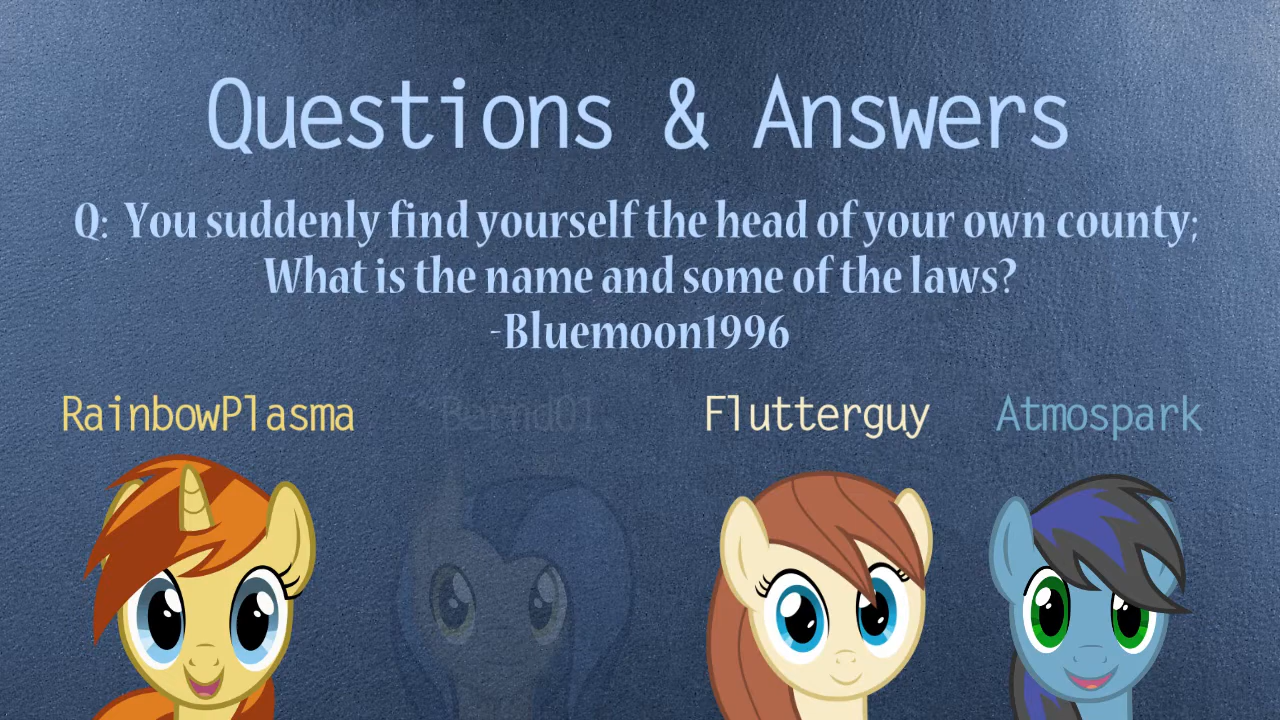 Questions & Answers
Q: You suddenly find yourself the head of your own county;
What is the name and some of the laws?
-Bluemoon1996
RainbowPlasma Bernd01 Flutterguy Atmospark